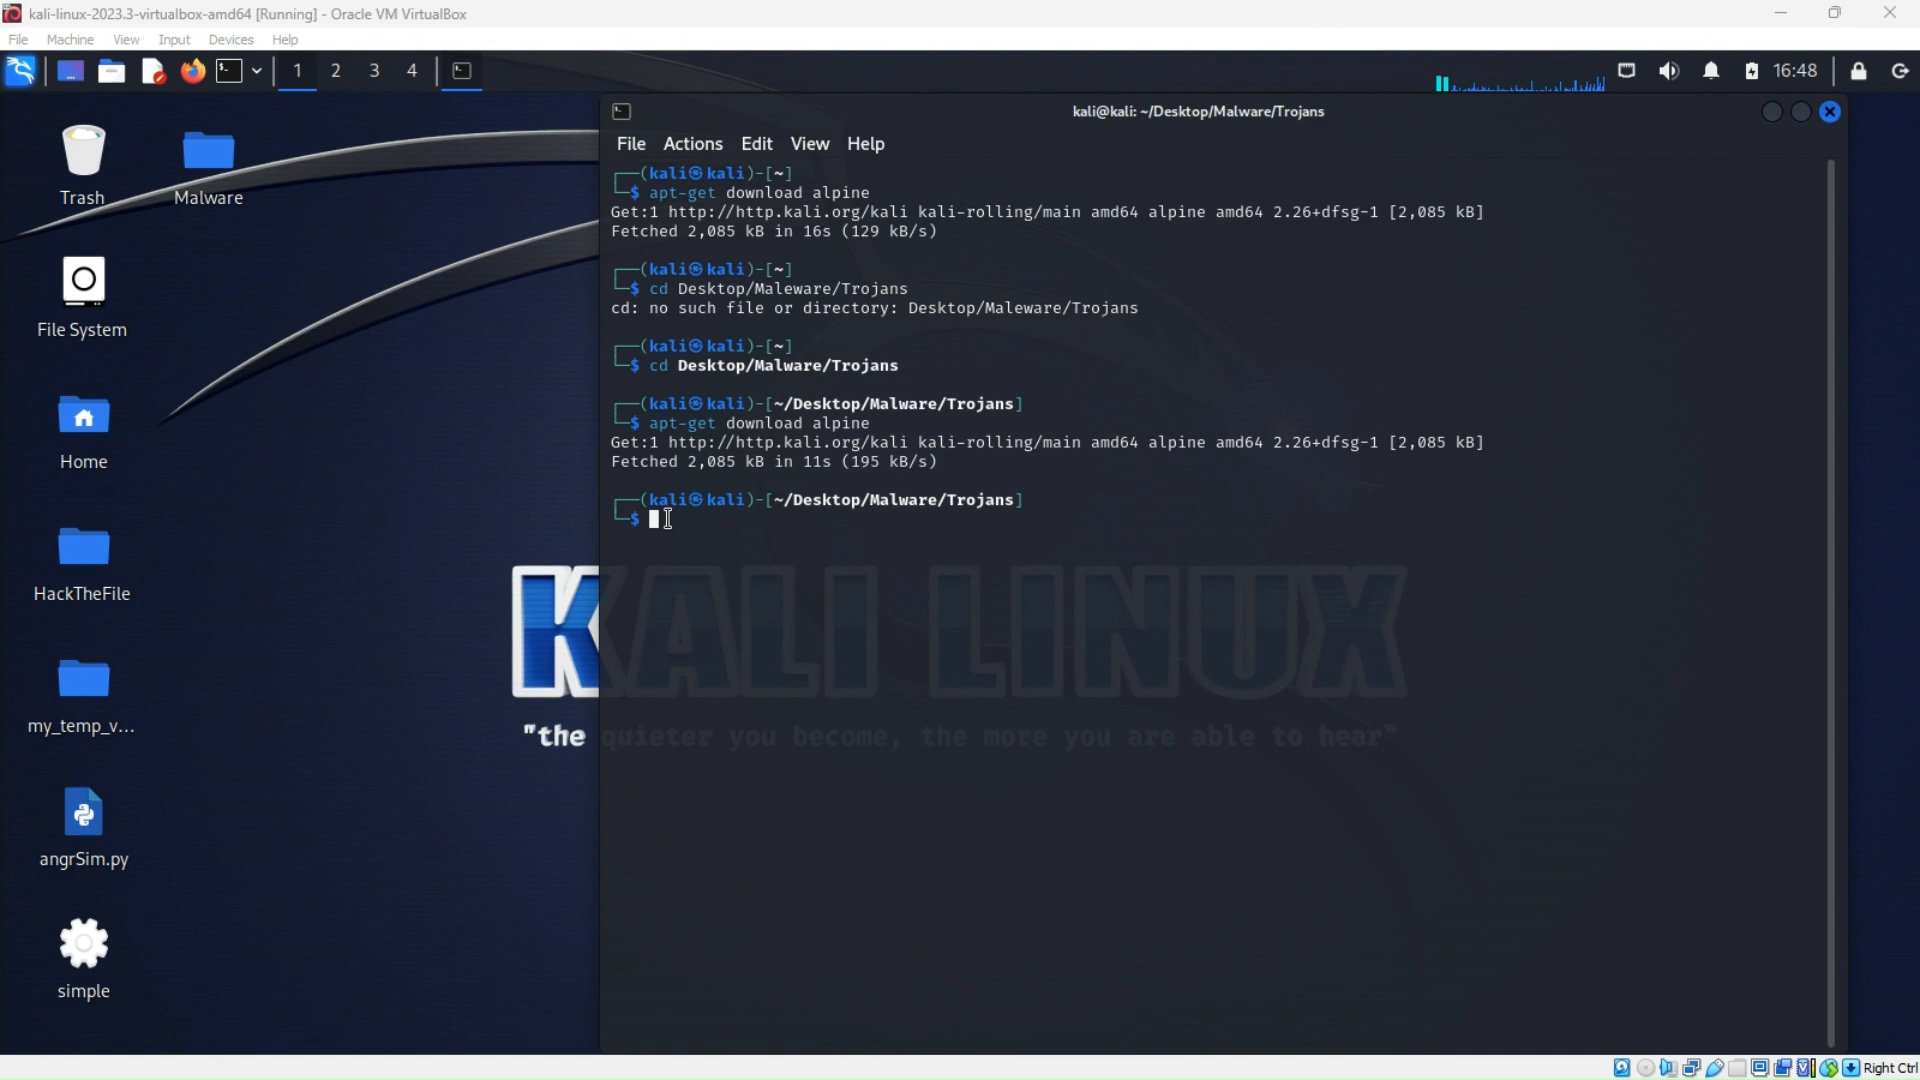 kali-linux-2023.3-virtualbox-amd64 [Running] - Oracle VM VirtualBox
File Machine View Input Devices Help
1 2 3 4 16:48
kali@kali: ~/Desktop/Malware/Trojans
File Actions Edit View Help
Trash
Malware
File System
Home
HackTheFile
my_temp_v...
angrSim.py
simple
┌──(kali㉿kali)-[~]
└─$ apt-get download alpine
Get:1 http://http.kali.org/kali kali-rolling/main amd64 alpine amd64 2.26+dfsg-1 [2,085 kB]
Fetched 2,085 kB in 16s (129 kB/s)
┌──(kali㉿kali)-[~]
└─$ cd Desktop/Maleware/Trojans
cd: no such file or directory: Desktop/Maleware/Trojans
┌──(kali㉿kali)-[~]
└─$ cd Desktop/Malware/Trojans
┌──(kali㉿kali)-[~/Desktop/Malware/Trojans]
└─$ apt-get download alpine
Get:1 http://http.kali.org/kali kali-rolling/main amd64 alpine amd64 2.26+dfsg-1 [2,085 kB]
Fetched 2,085 kB in 11s (195 kB/s)
┌──(kali㉿kali)-[~/Desktop/Malware/Trojans]
└─$
KALI LINUX
"the quieter you become, the more you are able to hear"
Right Ctrl